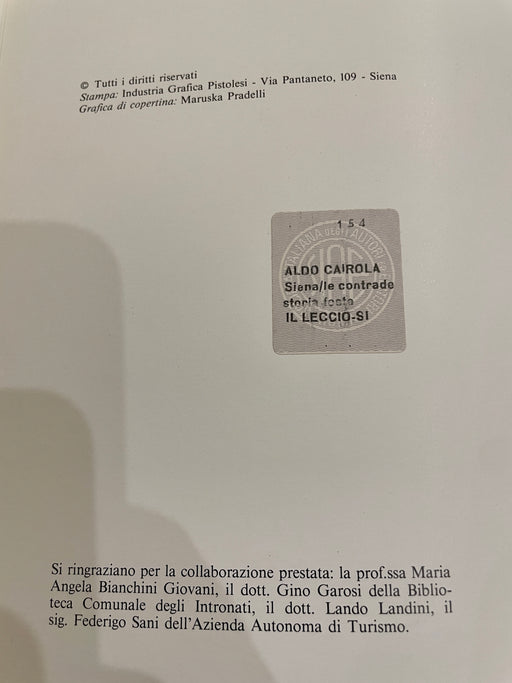 © Tutti i diritti riservati
Stampa: Industria Grafica Pistolesi - Via Pantaneto, 109 - Siena
Grafica di copertina: Maruska Pradelli
154
ALDO CAIROLA
Siena/le contrade
storia feste
IL LECCIO-SI
Si ringraziano per la collaborazione prestata: la prof.ssa Maria
Angela Bianchini Giovani, il dott. Gino Garosi della Biblio-
teca Comunale degli Intronati, il dott. Lando Landini, il
sig. Federigo Sani dell'Azienda Autonoma di Turismo.